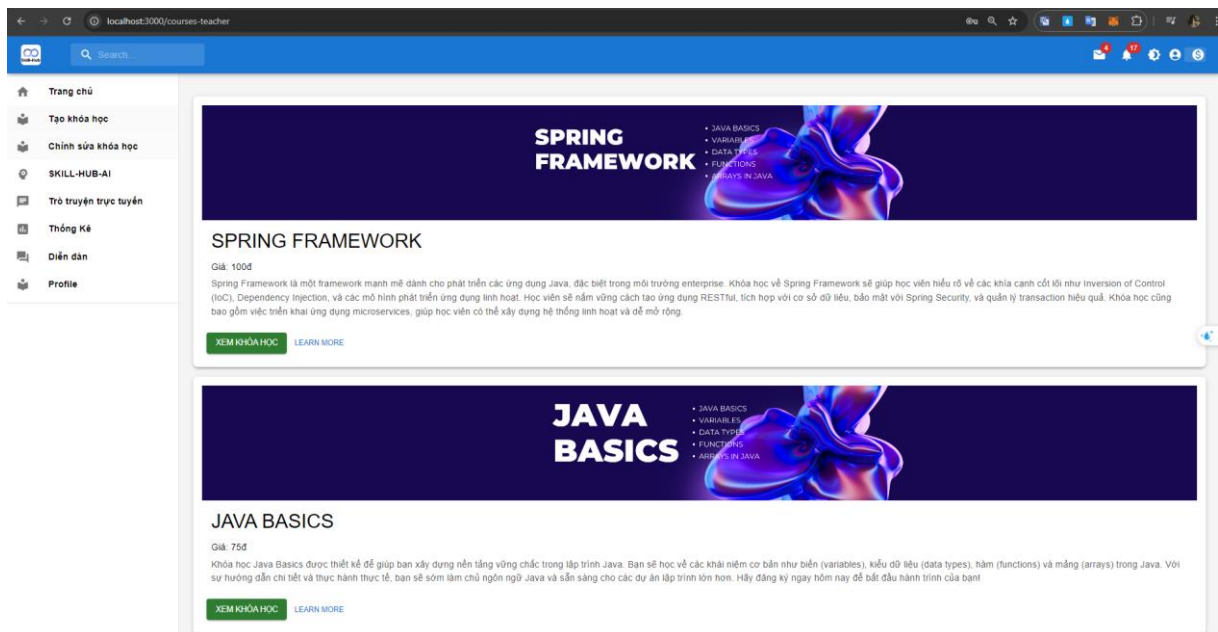 localhost:3000/courses-teacher
Skill-Hub
Search...
4
17
Trang chủ
Tạo khóa học
Chỉnh sửa khóa học
SKILL-HUB-AI
Trò truyện trực tuyến
Thống Kê
Diễn đàn
Profile
SPRING
FRAMEWORK
• JAVA BASICS
• VARIABLES
• DATA TYPES
• FUNCTIONS
• ARRAYS IN JAVA
SPRING FRAMEWORK
Giá: 100đ
Spring Framework là một framework mạnh mẽ dành cho phát triển các ứng dụng Java, đặc biệt trong môi trường enterprise. Khóa học về Spring Framework sẽ giúp học viên hiểu rõ về các khía cạnh cốt lõi như Inversion of Control
(IoC), Dependency Injection, và các mô hình phát triển ứng dụng linh hoạt. Học viên sẽ nắm vững cách tạo ứng dụng RESTful, tích hợp với cơ sở dữ liệu, bảo mật với Spring Security, và quản lý transaction hiệu quả. Khóa học cũng
bao gồm việc triển khai ứng dụng microservices, giúp học viên có thể xây dựng hệ thống linh hoạt và dễ mở rộng.
XEM KHÓA HỌC
LEARN MORE
JAVA
BASICS
• JAVA BASICS
• VARIABLES
• DATA TYPES
• FUNCTIONS
• ARRAYS IN JAVA
JAVA BASICS
Giá: 75đ
Khóa học Java Basics được thiết kế để giúp bạn xây dựng nền tảng vững chắc trong lập trình Java. Bạn sẽ học về các khái niệm cơ bản như biến (variables), kiểu dữ liệu (data types), hàm (functions) và mảng (arrays) trong Java. Với
sự hướng dẫn chi tiết và thực hành thực tế, bạn sẽ sớm làm chủ ngôn ngữ Java và sẵn sàng cho các dự án lập trình lớn hơn. Hãy đăng ký ngay hôm nay để bắt đầu hành trình của bạn!
XEM KHÓA HỌC
LEARN MORE